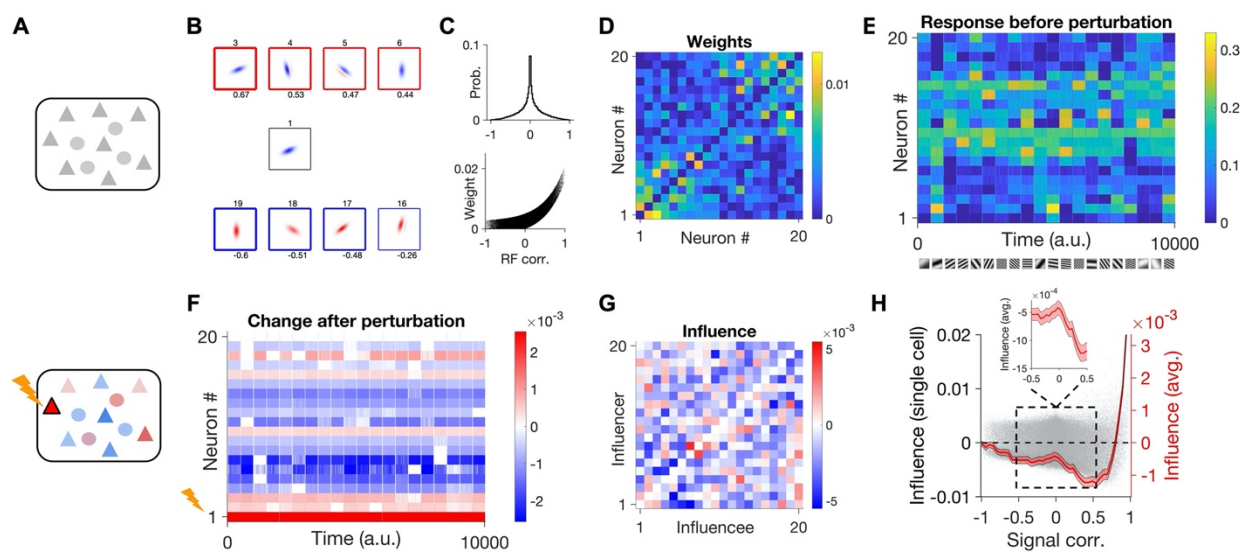 A
B
3 4 5 6
0.67 0.53 0.47 0.44
1
19 18 17 16
-0.6 -0.51 -0.48 -0.26
C
0.1
Prob.
0
-1 0 1
0.02
Weight
0
-1 0 1
RF corr.
D
Weights
20
Neuron #
1
1 20
Neuron #
0.01
0
E
Response before perturbation
20
Neuron #
1
0 10000
Time (a.u.)
0.3
0.2
0.1
0
F
Change after perturbation
20
Neuron #
1
0 10000
Time (a.u.)
×10-3
2
1
0
-1
-2
G
Influence
20
Influencer
1
1 20
Influencee
×10-3
5
0
-5
H
×10-4
-5
-10
-15
Influence (avg.)
-0.5 0 0.5
0.02
0.01
0
-0.01
Influence (single cell)
×10-3
3
2
1
0
-1
Influence (avg.)
-1 -0.5 0 0.5 1
Signal corr.